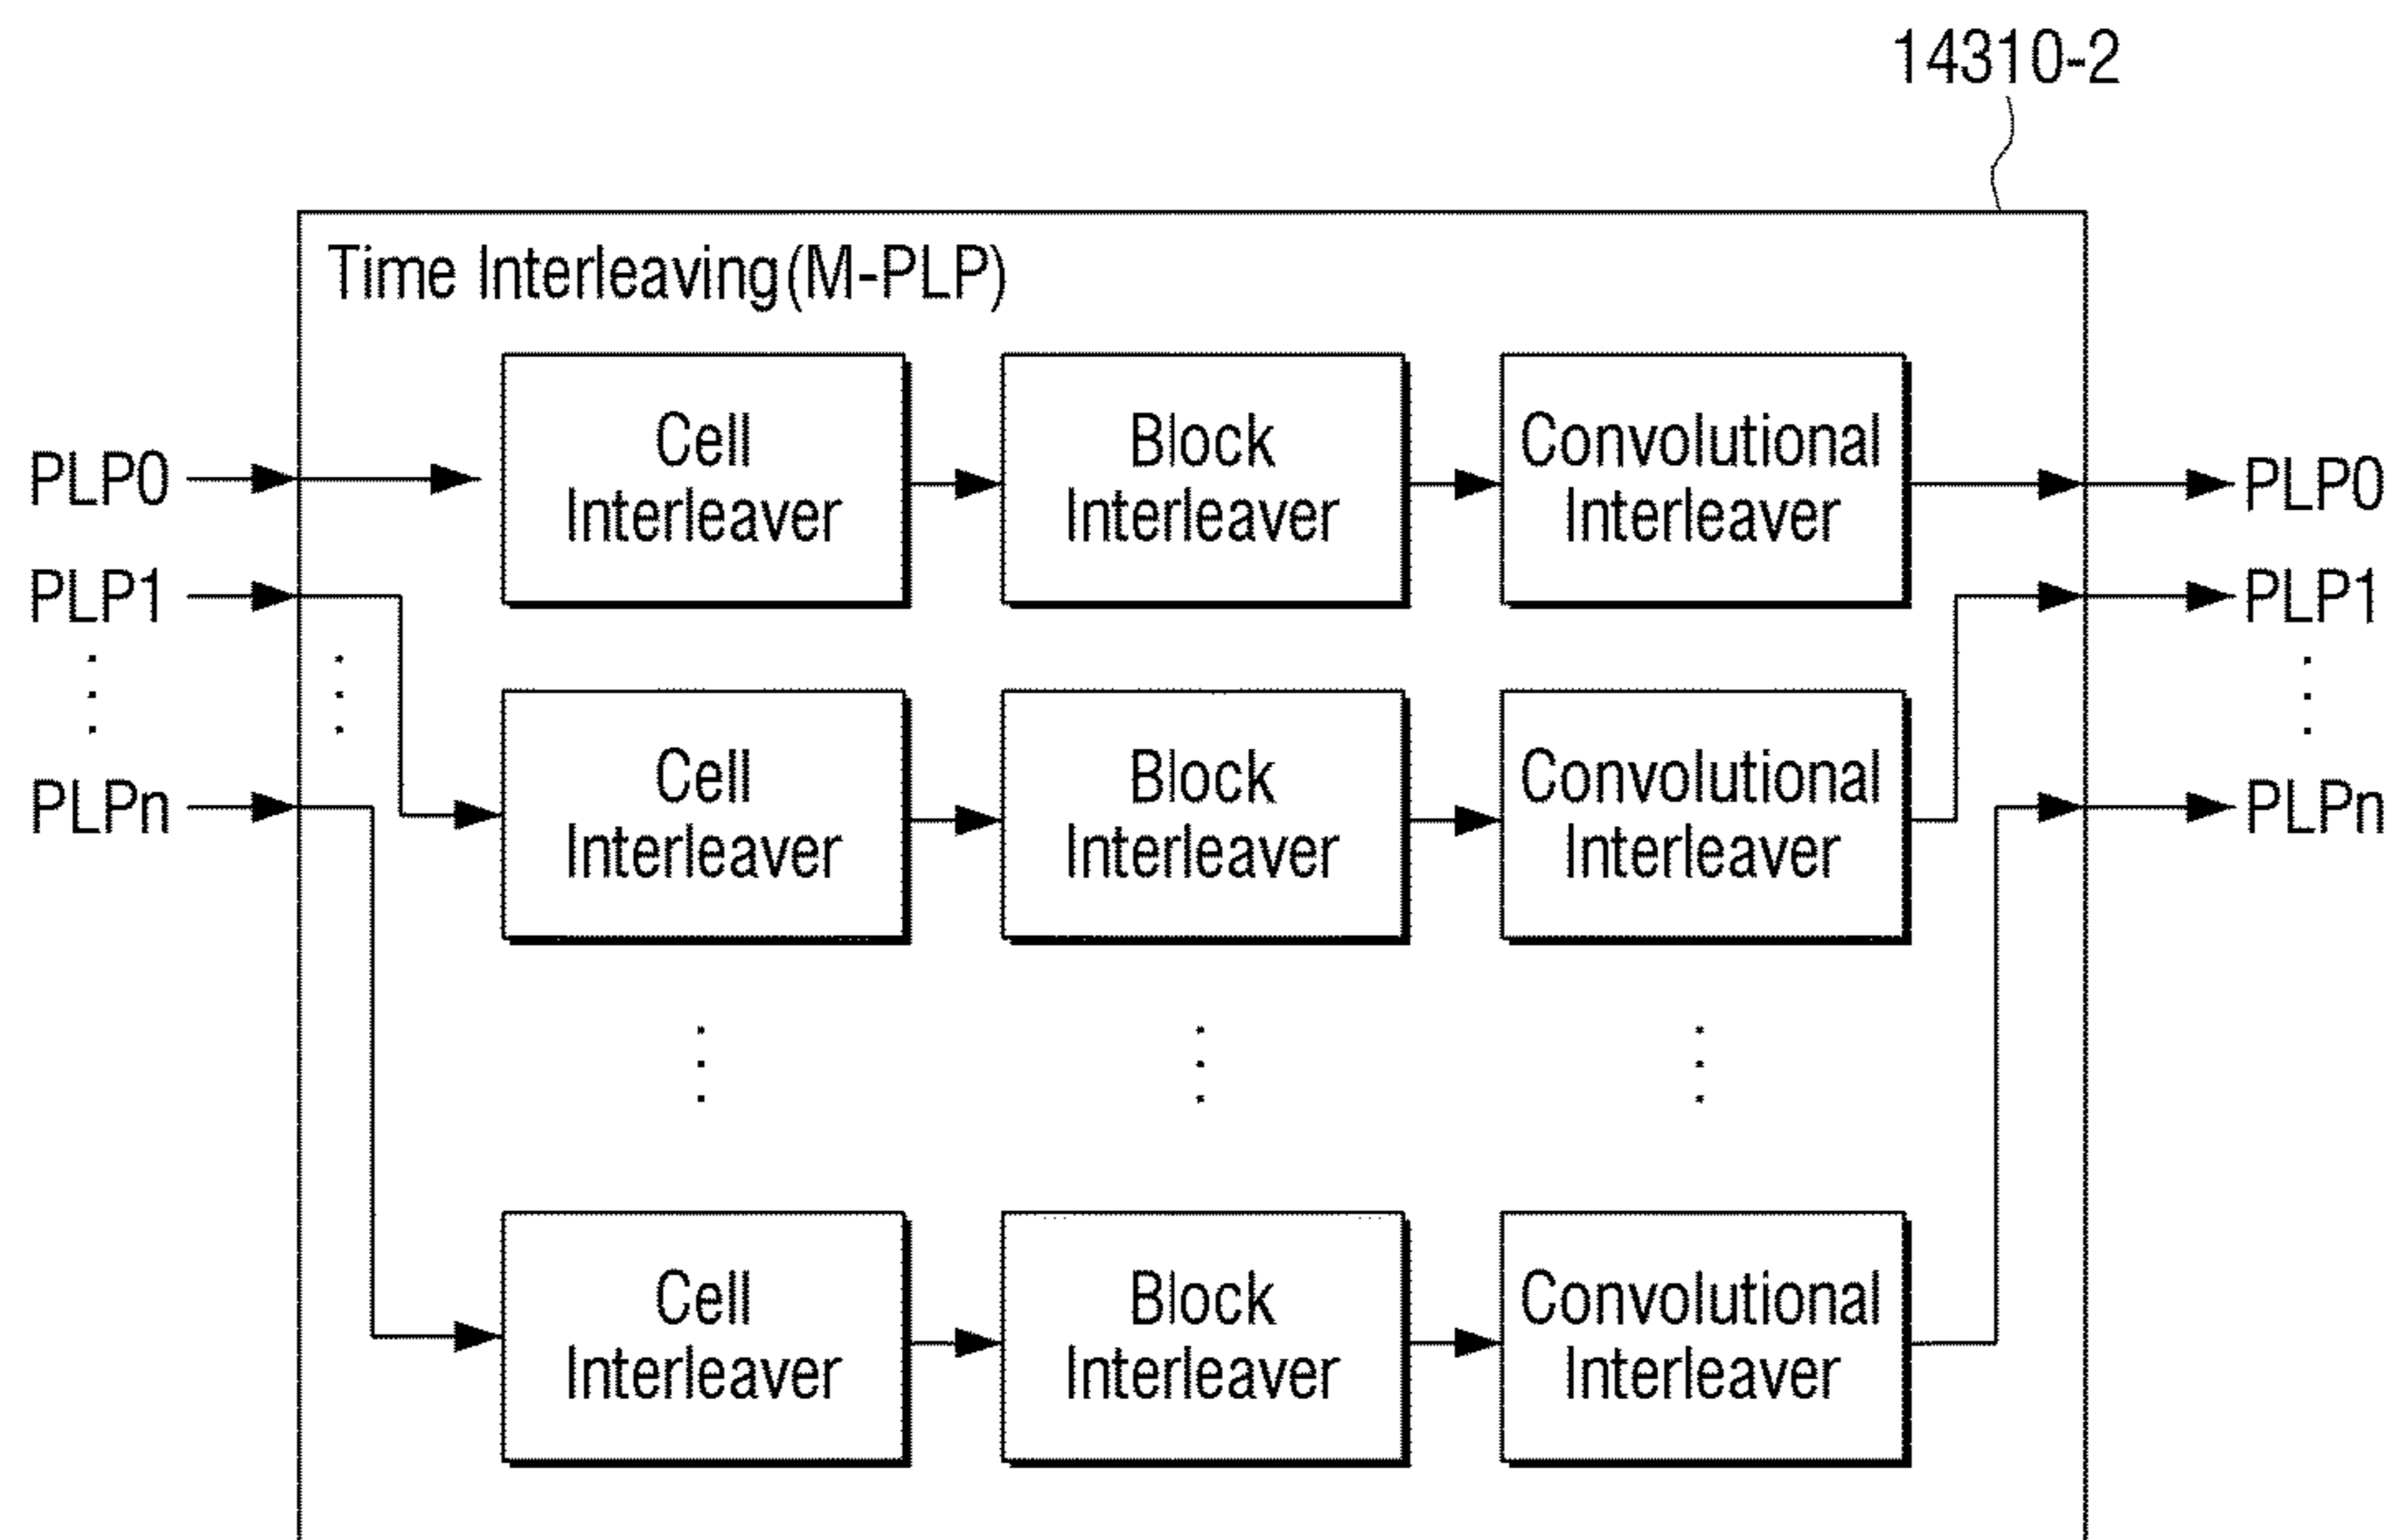 14310-2
Time Interleaving(M-PLP)
PLP0
Cell
Interleaver
Block
Interleaver
Convolutional
Interleaver
PLP0
PLP1
PLP1
Cell
Interleaver
Block
Interleaver
Convolutional
Interleaver
PLPn
PLPn
Cell
Interleaver
Block
Interleaver
Convolutional
Interleaver